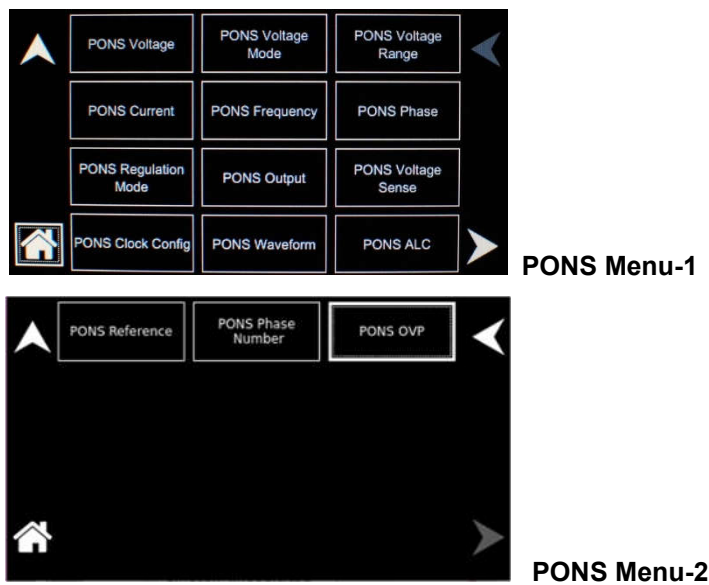 PONS Voltage
PONS Voltage
Mode
PONS Voltage
Range
PONS Current
PONS Frequency
PONS Phase
PONS Regulation
Mode
PONS Output
PONS Voltage
Sense
PONS Clock Config
PONS Waveform
PONS ALC
PONS Menu-1
PONS Reference
PONS Phase
Number
PONS OVP
PONS Menu-2